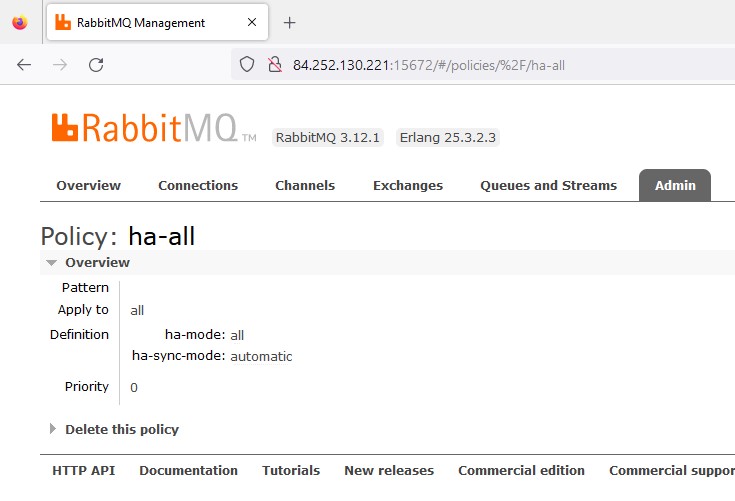 RabbitMQ Management
84.252.130.221:15672/#/policies/%2F/ha-all
RabbitMQ TM RabbitMQ 3.12.1 Erlang 25.3.2.3
Overview Connections Channels Exchanges Queues and Streams Admin
Policy: ha-all
Overview
Pattern
Apply to all
Definition ha-mode: all
ha-sync-mode: automatic
Priority 0
Delete this policy
HTTP API Documentation Tutorials New releases Commercial edition Commercial suppor